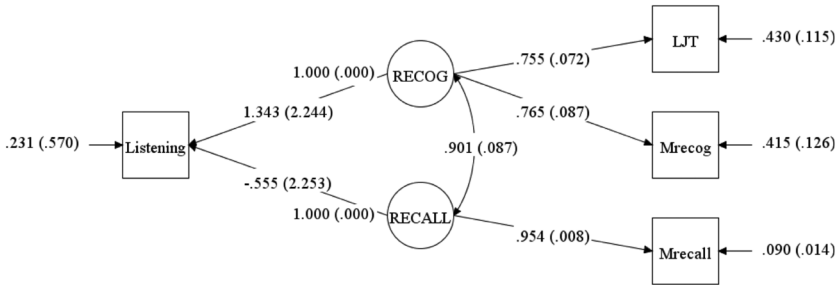 LJT
.430 (.115)
.755 (.072)
1.000 (.000)
RECOG
1.343 (2.244)
.765 (.087)
.231 (.570)
Listening
.901 (.087)
Mrecog
.415 (.126)
-.555 (2.253)
1.000 (.000)
RECALL
.954 (.008)
Mrecall
.090 (.014)